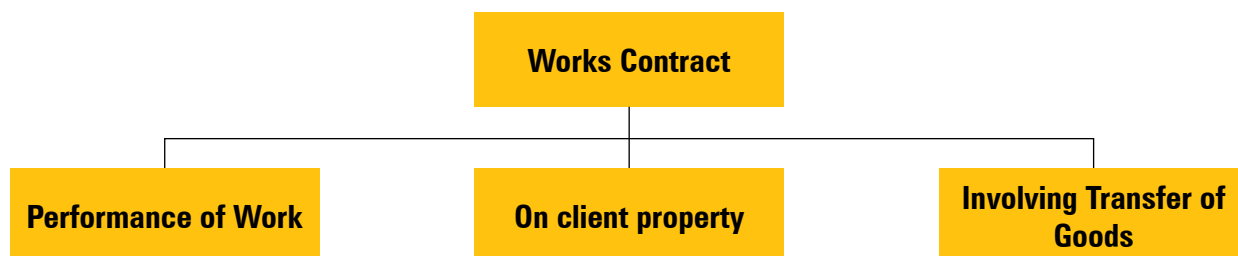 Works Contract
Performance of Work
On client property
Involving Transfer of
Goods